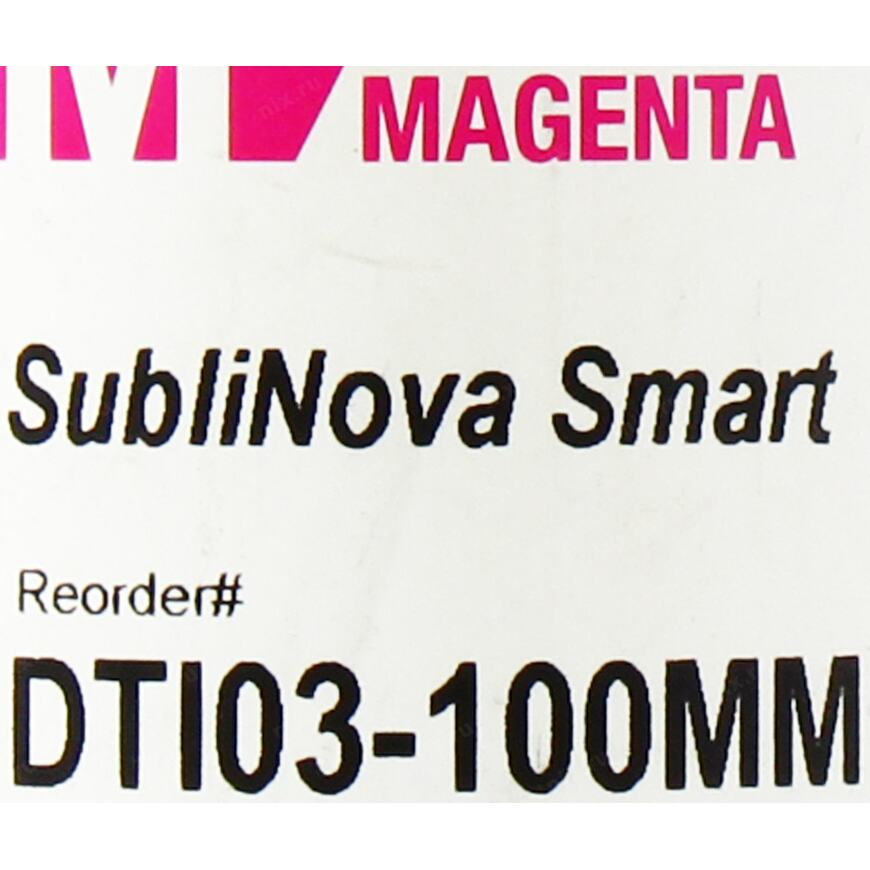 M MAGENTA
SubliNova Smart
Reorder#
DTI03-100MM